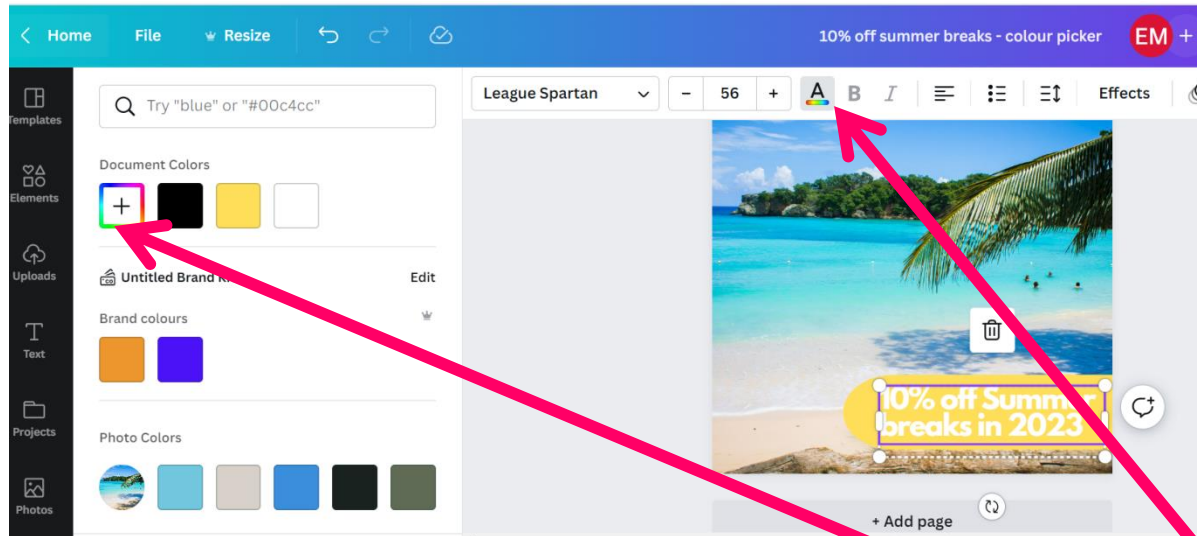 Home File Resize 10% off summer breaks - colour picker EM +
Templates
Elements
Uploads
Text
Projects
Photos
Try "blue" or "#00c4cc"
Document Colors
+
Untitled Brand Edit
Brand colours
Photo Colors
League Spartan - 56 + A B I Effects
10% off Summer
breaks in 2023
+ Add page